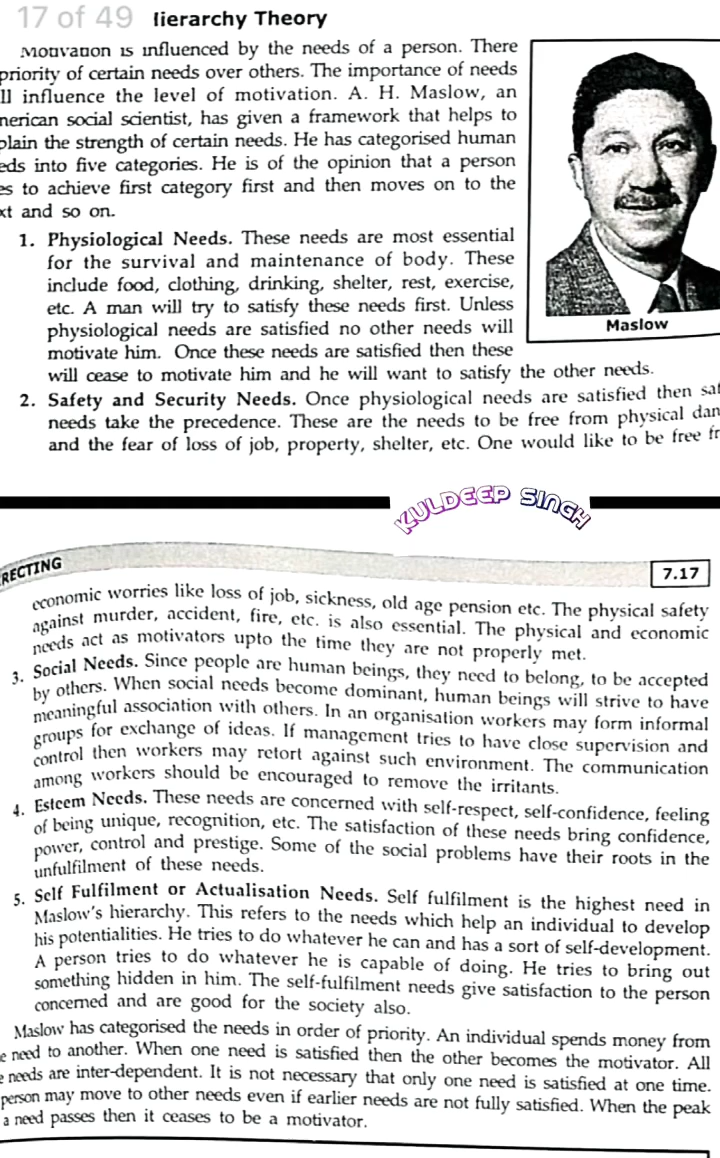 17 of 49 Hierarchy Theory
Motivation is influenced by the needs of a person. There
priority of certain needs over others. The importance of needs
ll influence the level of motivation. A. H. Maslow, an
nerican social scientist, has given a framework that helps to
plain the strength of certain needs. He has categorised human
eds into five categories. He is of the opinion that a person
es to achieve first category first and then moves on to the
xt and so on.
1. Physiological Needs. These needs are most essential
for the survival and maintenance of body. These
include food, clothing, drinking, shelter, rest, exercise,
etc. A man will try to satisfy these needs first. Unless
physiological needs are satisfied no other needs will
motivate him. Once these needs are satisfied then these
will cease to motivate him and he will want to satisfy the other needs.
Maslow
2. Safety and Security Needs. Once physiological needs are satisfied then saf
needs take the precedence. These are the needs to be free from physical dan
and the fear of loss of job, property, shelter, etc. One would like to be free fr
KULDEEP SINGH
RECTING
7.17
economic worries like loss of job, sickness, old age pension etc. The physical safety
against murder, accident, fire, etc. is also essential. The physical and economic
needs act as motivators upto the time they are not properly met.
3. Social Needs. Since people are human beings, they need to belong, to be accepted
by others. When social needs become dominant, human beings will strive to have
meaningful association with others. In an organisation workers may form informal
groups for exchange of ideas. If management tries to have close supervision and
control then workers may retort against such environment. The communication
among workers should be encouraged to remove the irritants.
4. Esteem Needs. These needs are concerned with self-respect, self-confidence, feeling
of being unique, recognition, etc. The satisfaction of these needs bring confidence,
power, control and prestige. Some of the social problems have their roots in the
unfulfilment of these needs.
5. Self Fulfilment or Actualisation Needs. Self fulfilment is the highest need in
Maslow's hierarchy. This refers to the needs which help an individual to develop
his potentialities. He tries to do whatever he can and has a sort of self-development.
A person tries to do whatever he is capable of doing. He tries to bring out
something hidden in him. The self-fulfilment needs give satisfaction to the person
concerned and are good for the society also.
Maslow has categorised the needs in order of priority. An individual spends money from
e need to another. When one need is satisfied then the other becomes the motivator. All
e needs are inter-dependent. It is not necessary that only one need is satisfied at one time.
person may move to other needs even if earlier needs are not fully satisfied. When the peak
a need passes then it ceases to be a motivator.